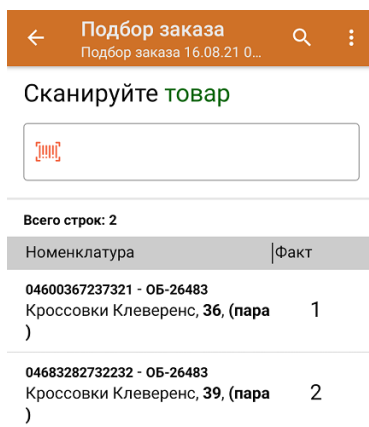 Подбор заказа
Подбор заказа 16.08.21 0...
Сканируйте товар
Всего строк: 2
Номенклатура Факт
04600367237321 - ОБ-26483
Кроссовки Клеверенс, 36, (пара 1
)
04683282732232 - ОБ-26483
Кроссовки Клеверенс, 39, (пара 2
)